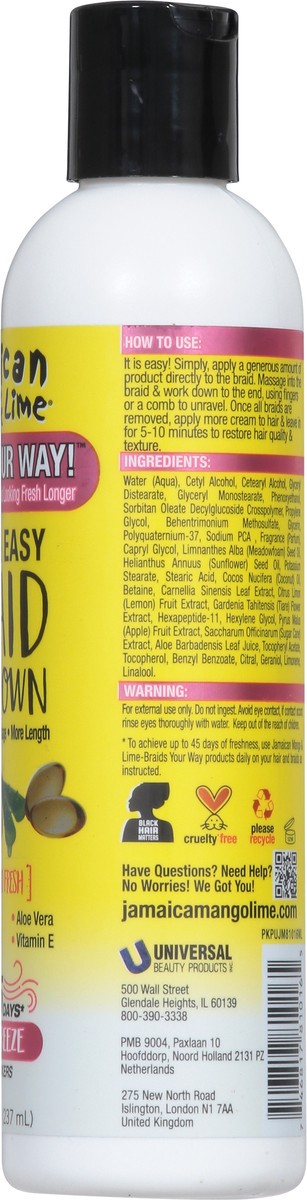 ican
Lime®
UR WAY!™
Looking Fresh Longer
EASY
AID
OWN
• More Length
FRESH ]
• Aloe Vera
• Vitamin E
DAYS*
EEZE
(237 mL)
HOW TO USE:
It is easy! Simply, apply a generous amount of
product directly to the braid. Massage into the
braid & work down to the end, using fingers
or a comb to unravel. Once all braids are
removed, apply more cream to hair & leave in
for 5-10 minutes to restore hair quality &
texture.
INGREDIENTS:
Water (Aqua), Cetyl Alcohol, Cetearyl Alcohol, Glyceryl
Distearate, Glyceryl Monostearate, Phenoxyethanol,
Sorbitan Oleate Decylglucoside Crosspolymer, Propylene
Glycol, Behentrimonium Methosulfate, Glycerin,
Polyquaternium-37, Sodium PCA, Fragrance (Parfum),
Capryl Glycol, Limnanthes Alba (Meadowfoam) Seed
Helianthus Annuus (Sunflower) Seed Oil, Potassium
Stearate, Stearic Acid, Cocos Nucifera (Coconut)
Betaine, Carnellia Sinensis Leaf Extract, Citrus Limon
(Lemon) Fruit Extract, Gardenia Tahitensis (Tiare) Flower
Extract, Hexapeptide-11, Hexylene Glycol, Pyrus Malus
(Apple) Fruit Extract, Saccharum Officinarum Sugar Cane
Extract, Aloe Barbadensis Leaf Juice, Tocopheryl Acetate,
Tocopherol, Benzyl Benzoate, Citral, Geraniol, Limonene,
Linalool.
WARNING:
For external use only. Do not ingest. Avoid eye contact, if contact occurs
rinse eyes thoroughly with water. Keep out of the reach of children.
* To achieve up to 45 days of freshness, use Jamaican Mango
Lime-Braids Your Way products daily on your hair and braids as
instructed.
BLACK
HAIR
MATTERS
cruelty free
please
recycle
Have Questions? Need Help?
No Worries! We Got You!
jamaicamangolime.com
UNIVERSAL
BEAUTY PRODUCTS
500 Wall Street
Glendale Heights, IL 60139
800-390-3338
PMB 9004, Paxlaan 10
Hoofddorp, Noord Holland 2131 PZ
Netherlands
275 New North Road
Islington, London N1 7AA
United Kingdom